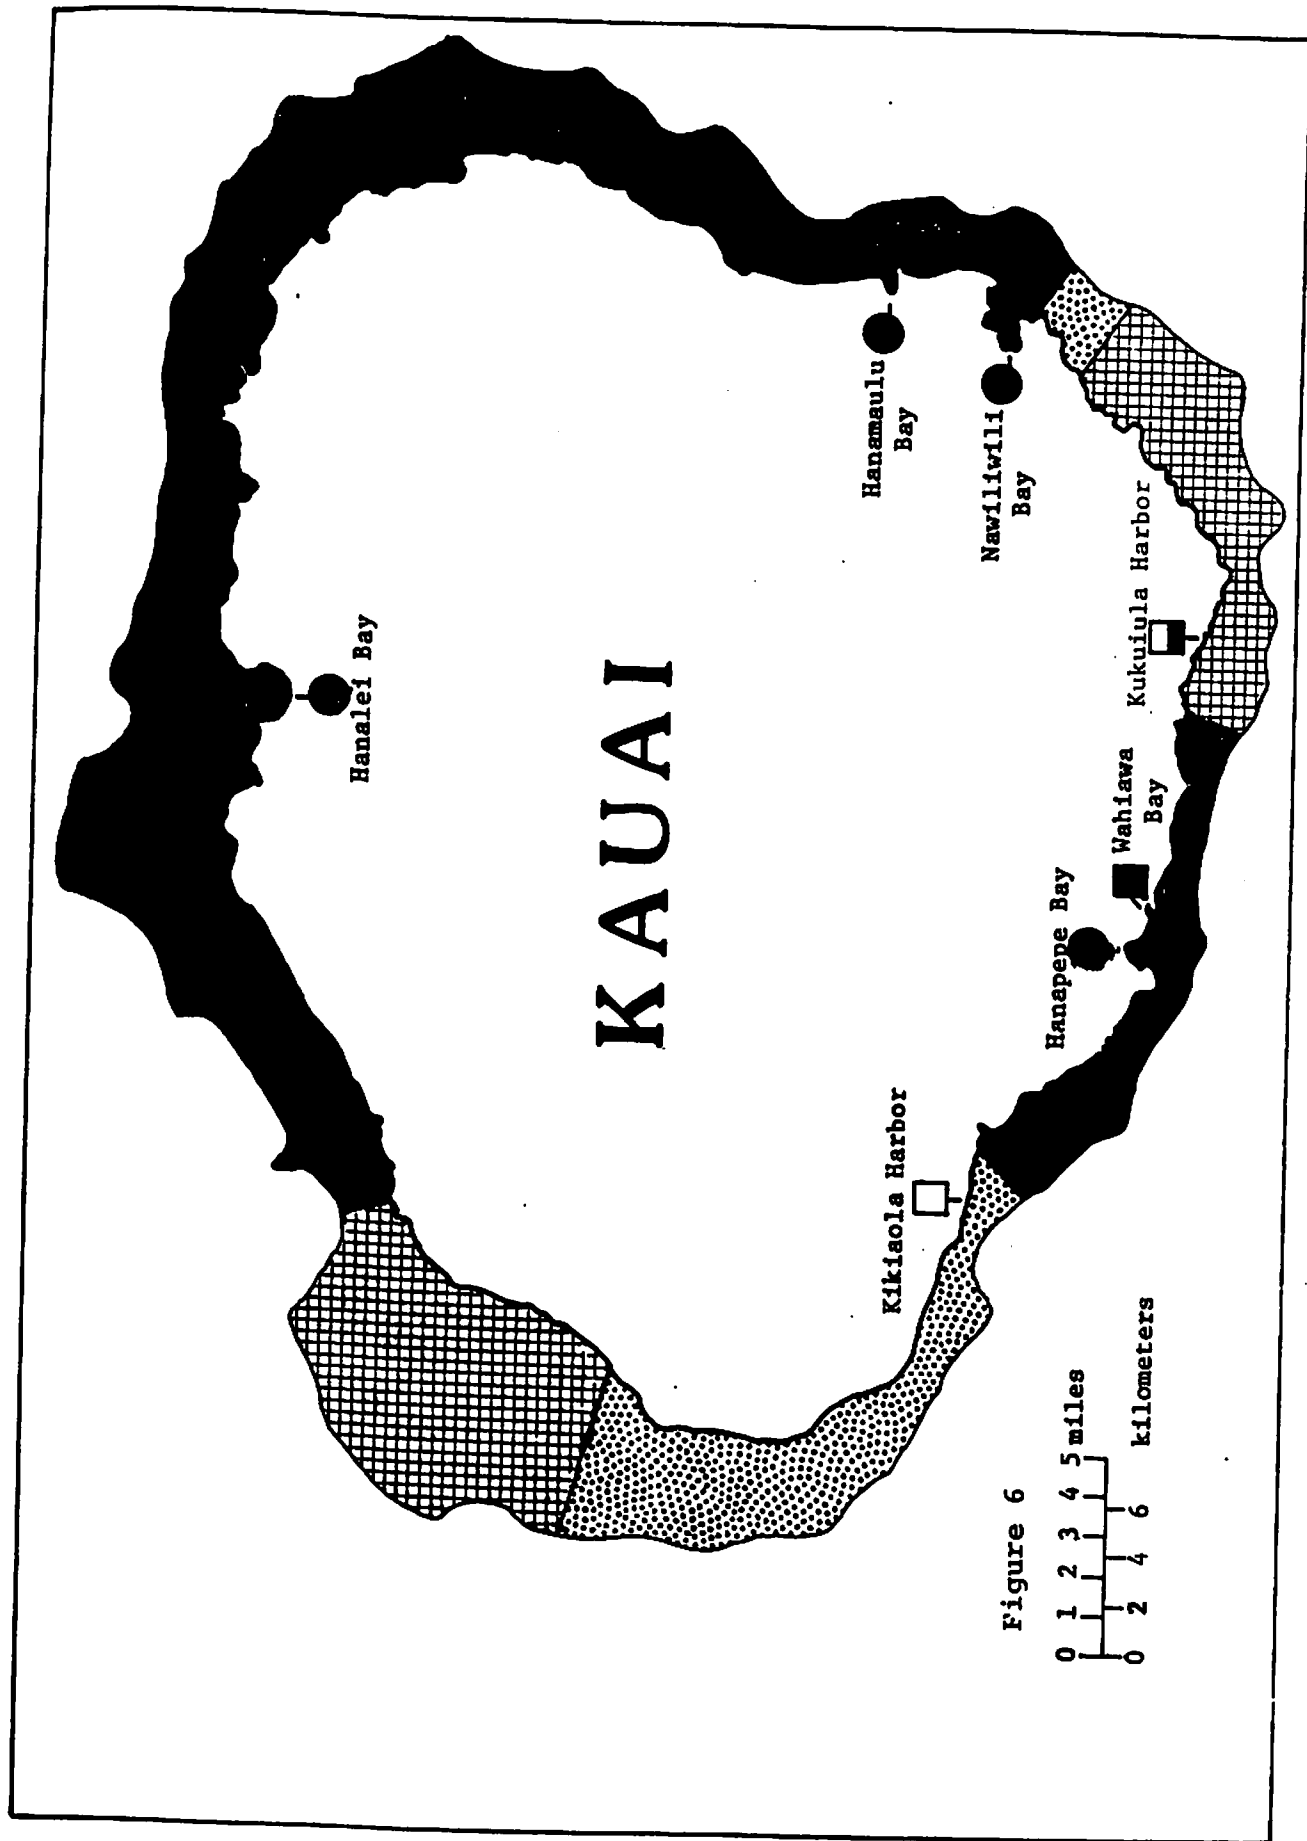 Hanalei Bay
KAUAI
Hanamaulu
Bay
Nawiliwili
Bay
Kukuiula Harbor
Wahiawa
Bay
Hanapepe Bay
Kikiaola Harbor
Figure 6
0 1 2 3 4 5 miles
0 2 4 6 kilometers